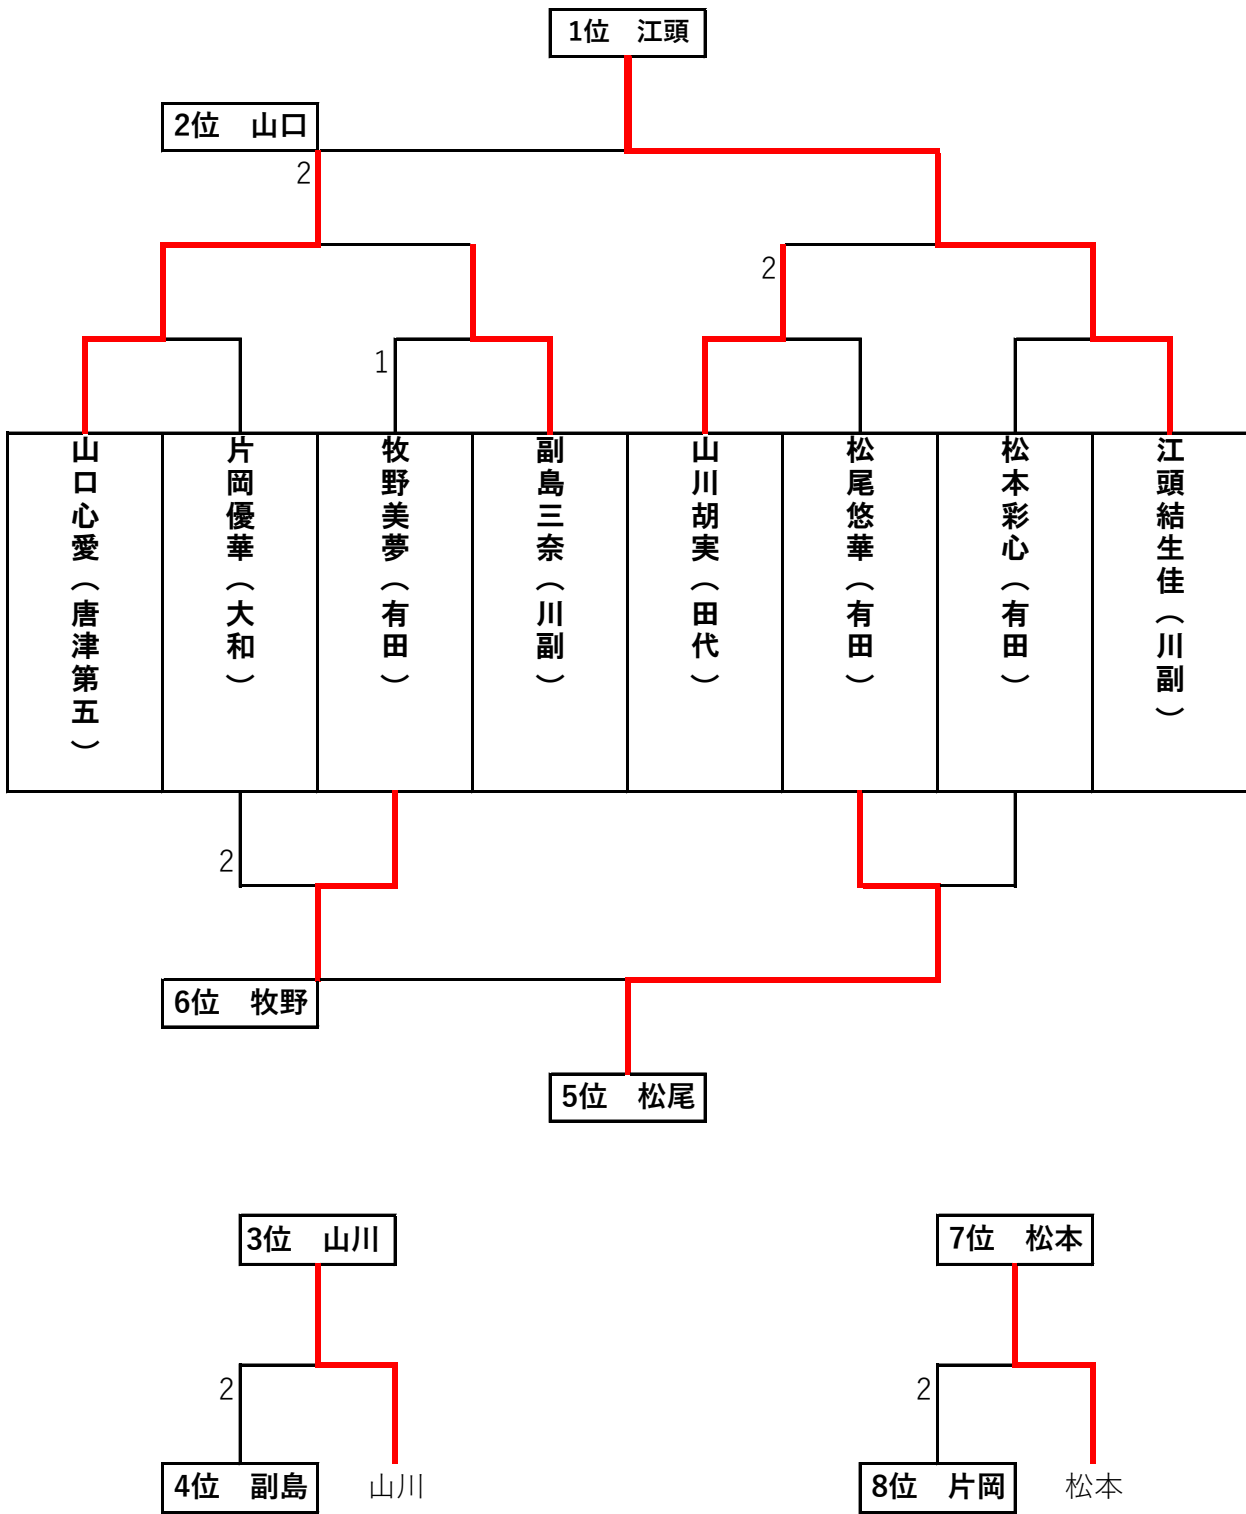 1位　江頭
2位　山口
2
2
1
山口心愛（唐津第五）
片岡優華（大和）
牧野美夢（有田）
副島三奈（川副）
山川胡実（田代）
松尾悠華（有田）
松本彩心（有田）
江頭結生佳（川副）
2
6位　牧野
5位　松尾
3位　山川
7位　松本
2
2
4位　副島
山川
8位　片岡
松本